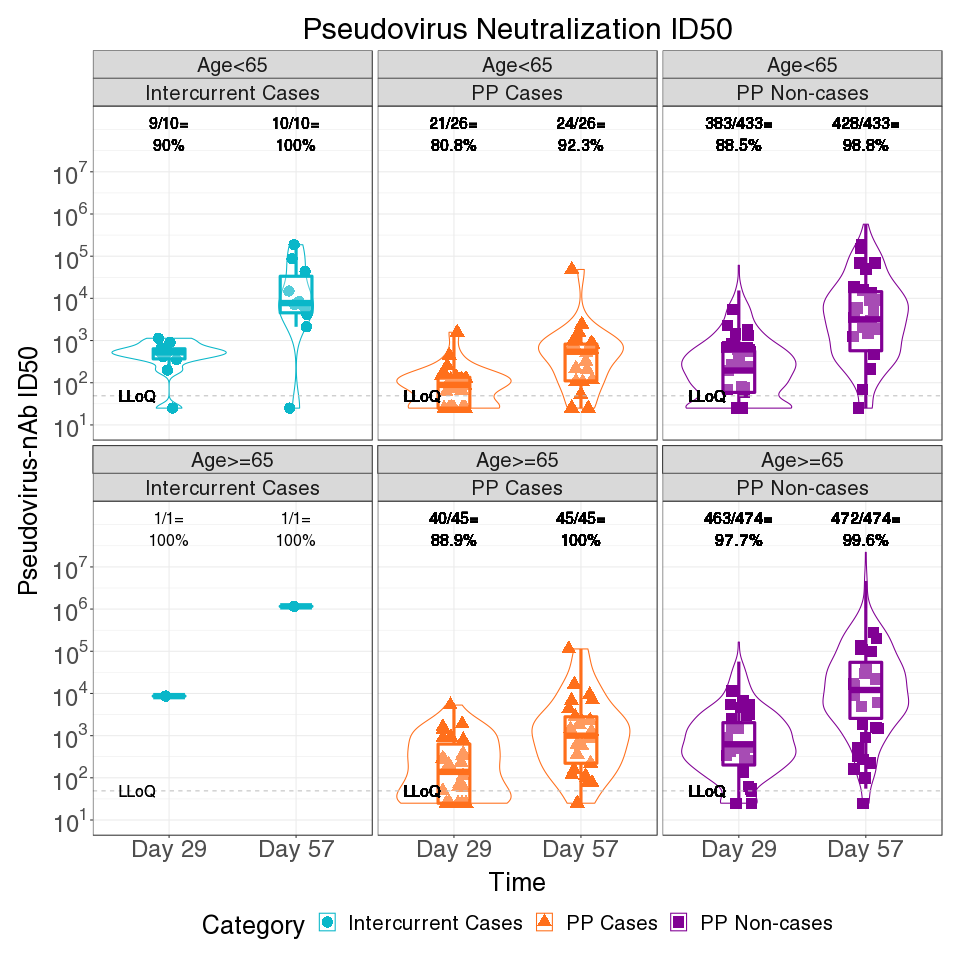 Pseudovirus Neutralization ID50
Age<65 Age<65 Age<65
Intercurrent Cases PP Cases PP Non-cases
9/10= 10/10= 21/26= 24/26= 383/433= 428/433=
90% 100% 80.8% 92.3% 88.5% 98.8%
10^7
10^6
10^5
10^4
10^3
10^2
LLoQ LLoQ LLoQ
10^1
Pseudovirus-nAb ID50
Age>=65 Age>=65 Age>=65
Intercurrent Cases PP Cases PP Non-cases
1/1= 1/1= 40/45= 45/45= 463/474= 472/474=
100% 100% 88.9% 100% 97.7% 99.6%
10^7
10^6
10^5
10^4
10^3
10^2
LLoQ LLoQ LLoQ
10^1
Day 29 Day 57 Day 29 Day 57 Day 29 Day 57
Time
Category Intercurrent Cases PP Cases PP Non-cases